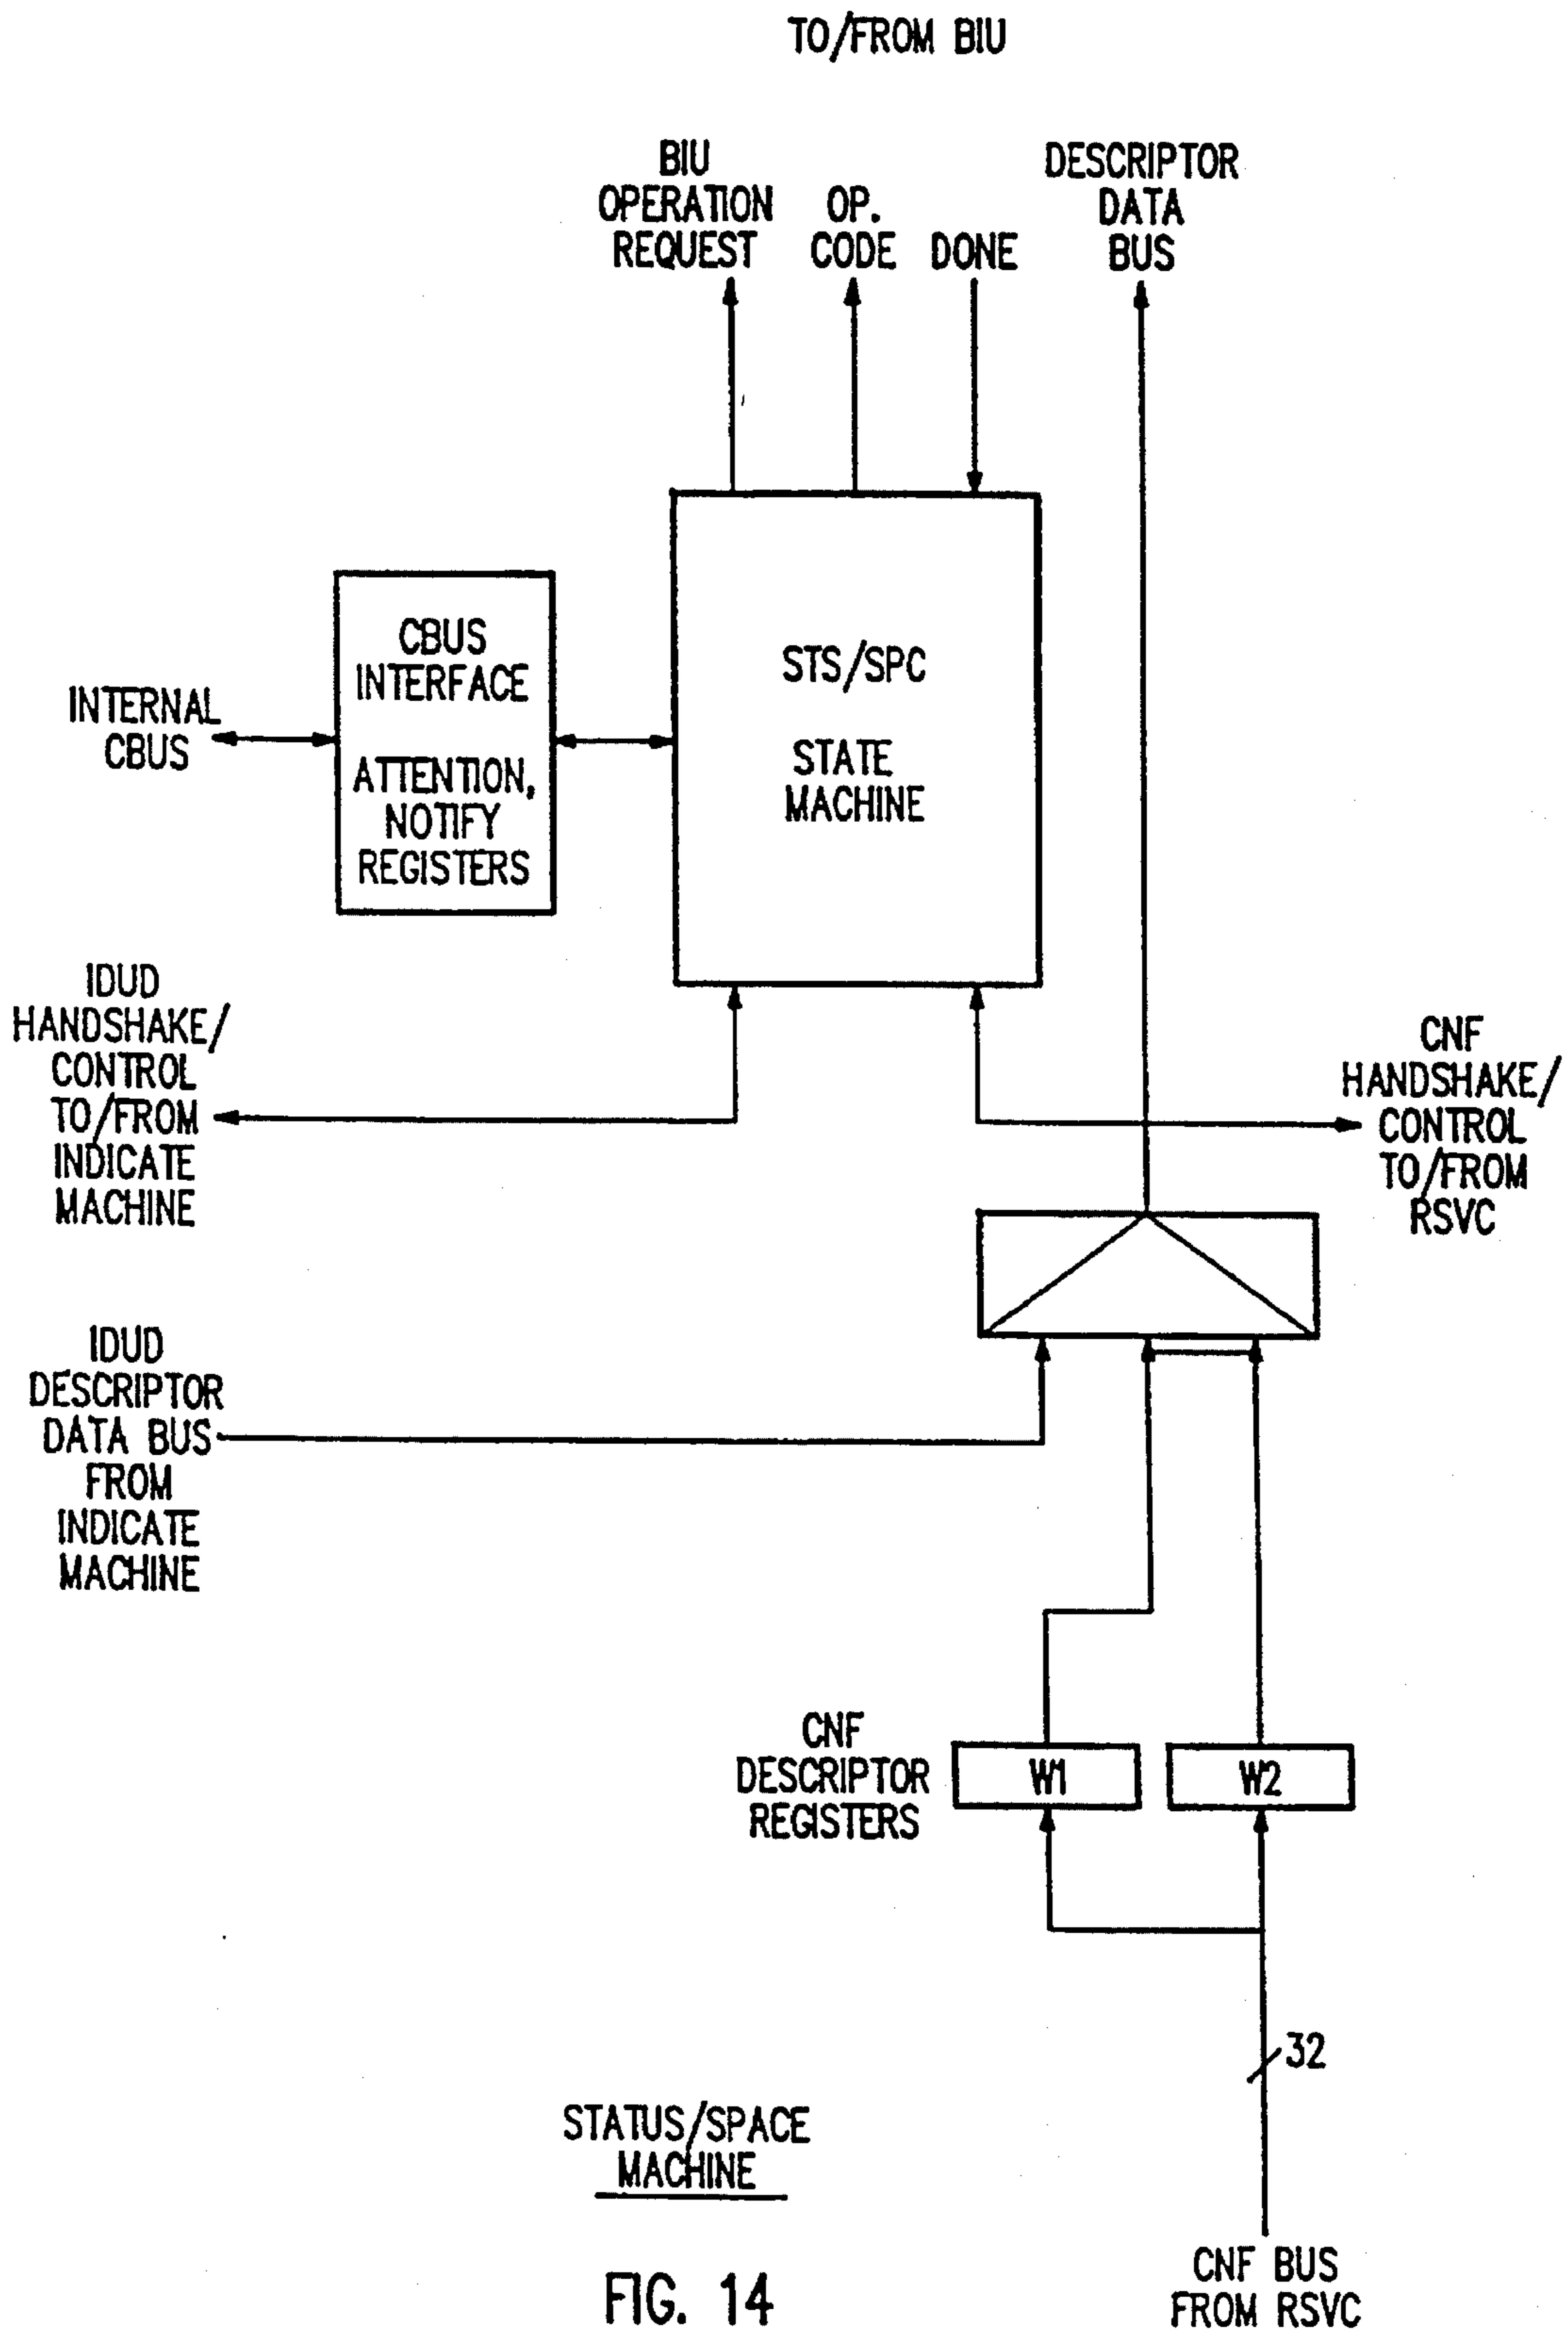 TO/FROM BIU
BIU
OPERATION
REQUEST
OP.
CODE
DONE
DESCRIPTOR
DATA
BUS
CBUS
INTERFACE
ATTENTION,
NOTIFY
REGISTERS
STS/SPC
STATE
MACHINE
INTERNAL
CBUS
IDUD
HANDSHAKE/
CONTROL
TO/FROM
INDICATE
MACHINE
CNF
HANDSHAKE/
CONTROL
TO/FROM
RSVC
IDUD
DESCRIPTOR
DATA BUS
FROM
INDICATE
MACHINE
CNF
DESCRIPTOR
REGISTERS
W1
W2
32
STATUS/SPACE
MACHINE
CNF BUS
FROM RSVC
FIG. 14